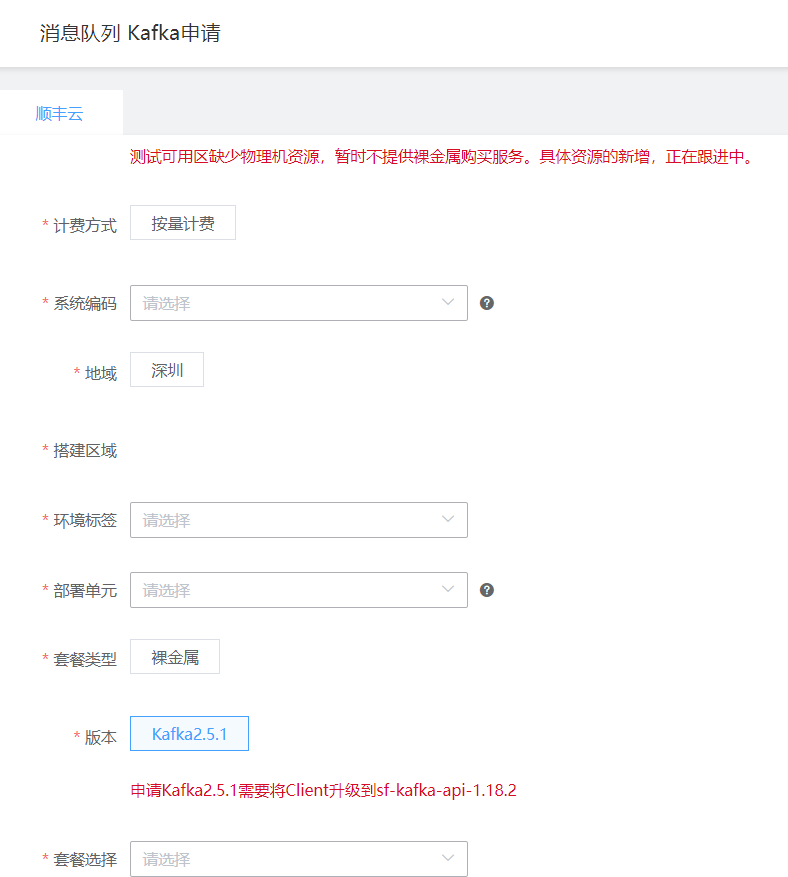 消息队列 Kafka申请
顺丰云
测试可用区缺少物理机资源，暂时不提供裸金属购买服务。具体资源的新增，正在跟进中。
* 计费方式 按量计费
* 系统编码 请选择 ?
* 地域 深圳
* 搭建区域
* 环境标签 请选择
* 部署单元 请选择 ?
* 套餐类型 裸金属
* 版本 Kafka2.5.1
申请Kafka2.5.1需要将Client升级到sf-kafka-api-1.18.2
* 套餐选择 请选择